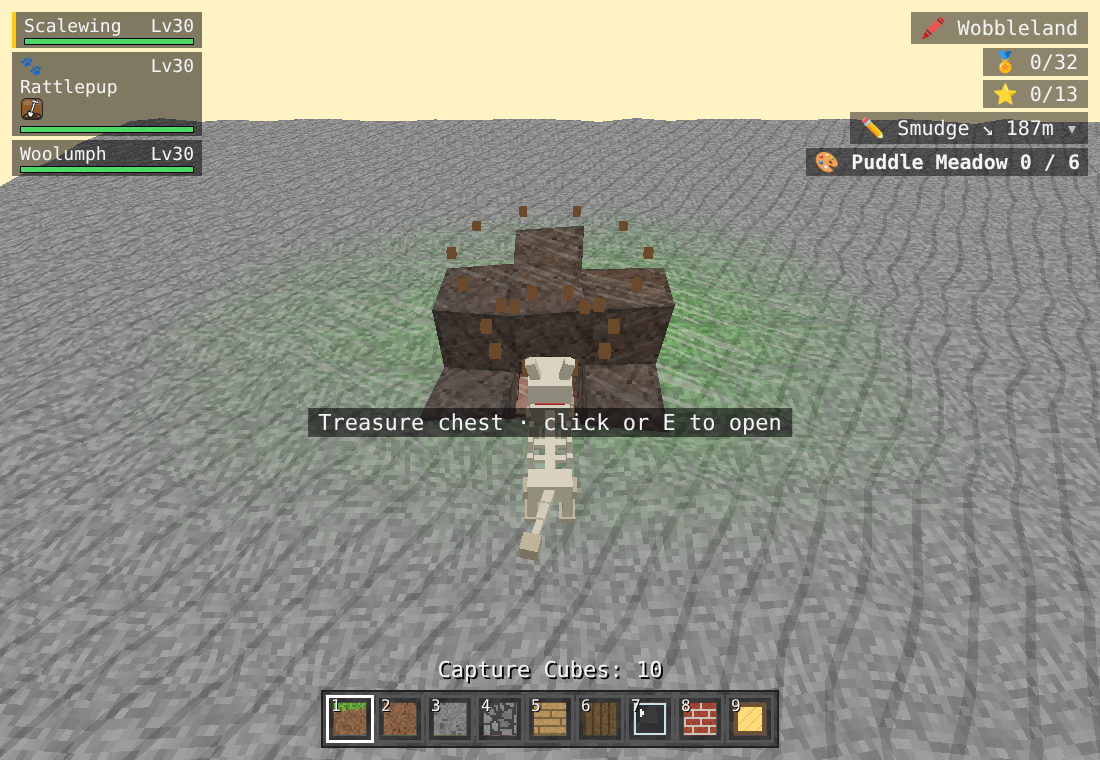 Scalewing Lv30
Lv30
Rattlepup
Woolumph Lv30
Wobbleland
0/32
0/13
Smudge ↘ 187m ▾
Puddle Meadow 0 / 6
Treasure chest · click or E to open
Capture Cubes: 10
1 2 3 4 5 6 7 8 9